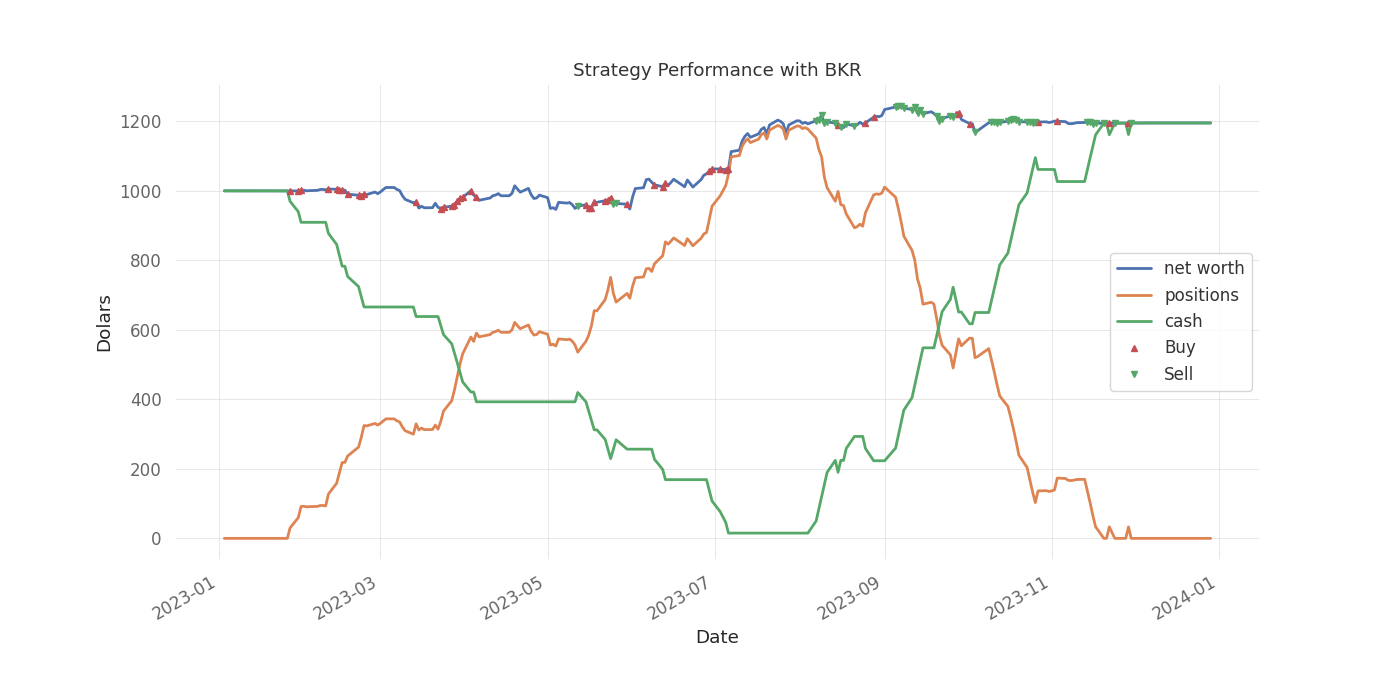 Strategy Performance with BKR
Dolars
1200
1000
800
600
400
200
0
net worth
positions
cash
Buy
Sell
2023-01
2023-03
2023-05
2023-07
2023-09
2023-11
2024-01
Date